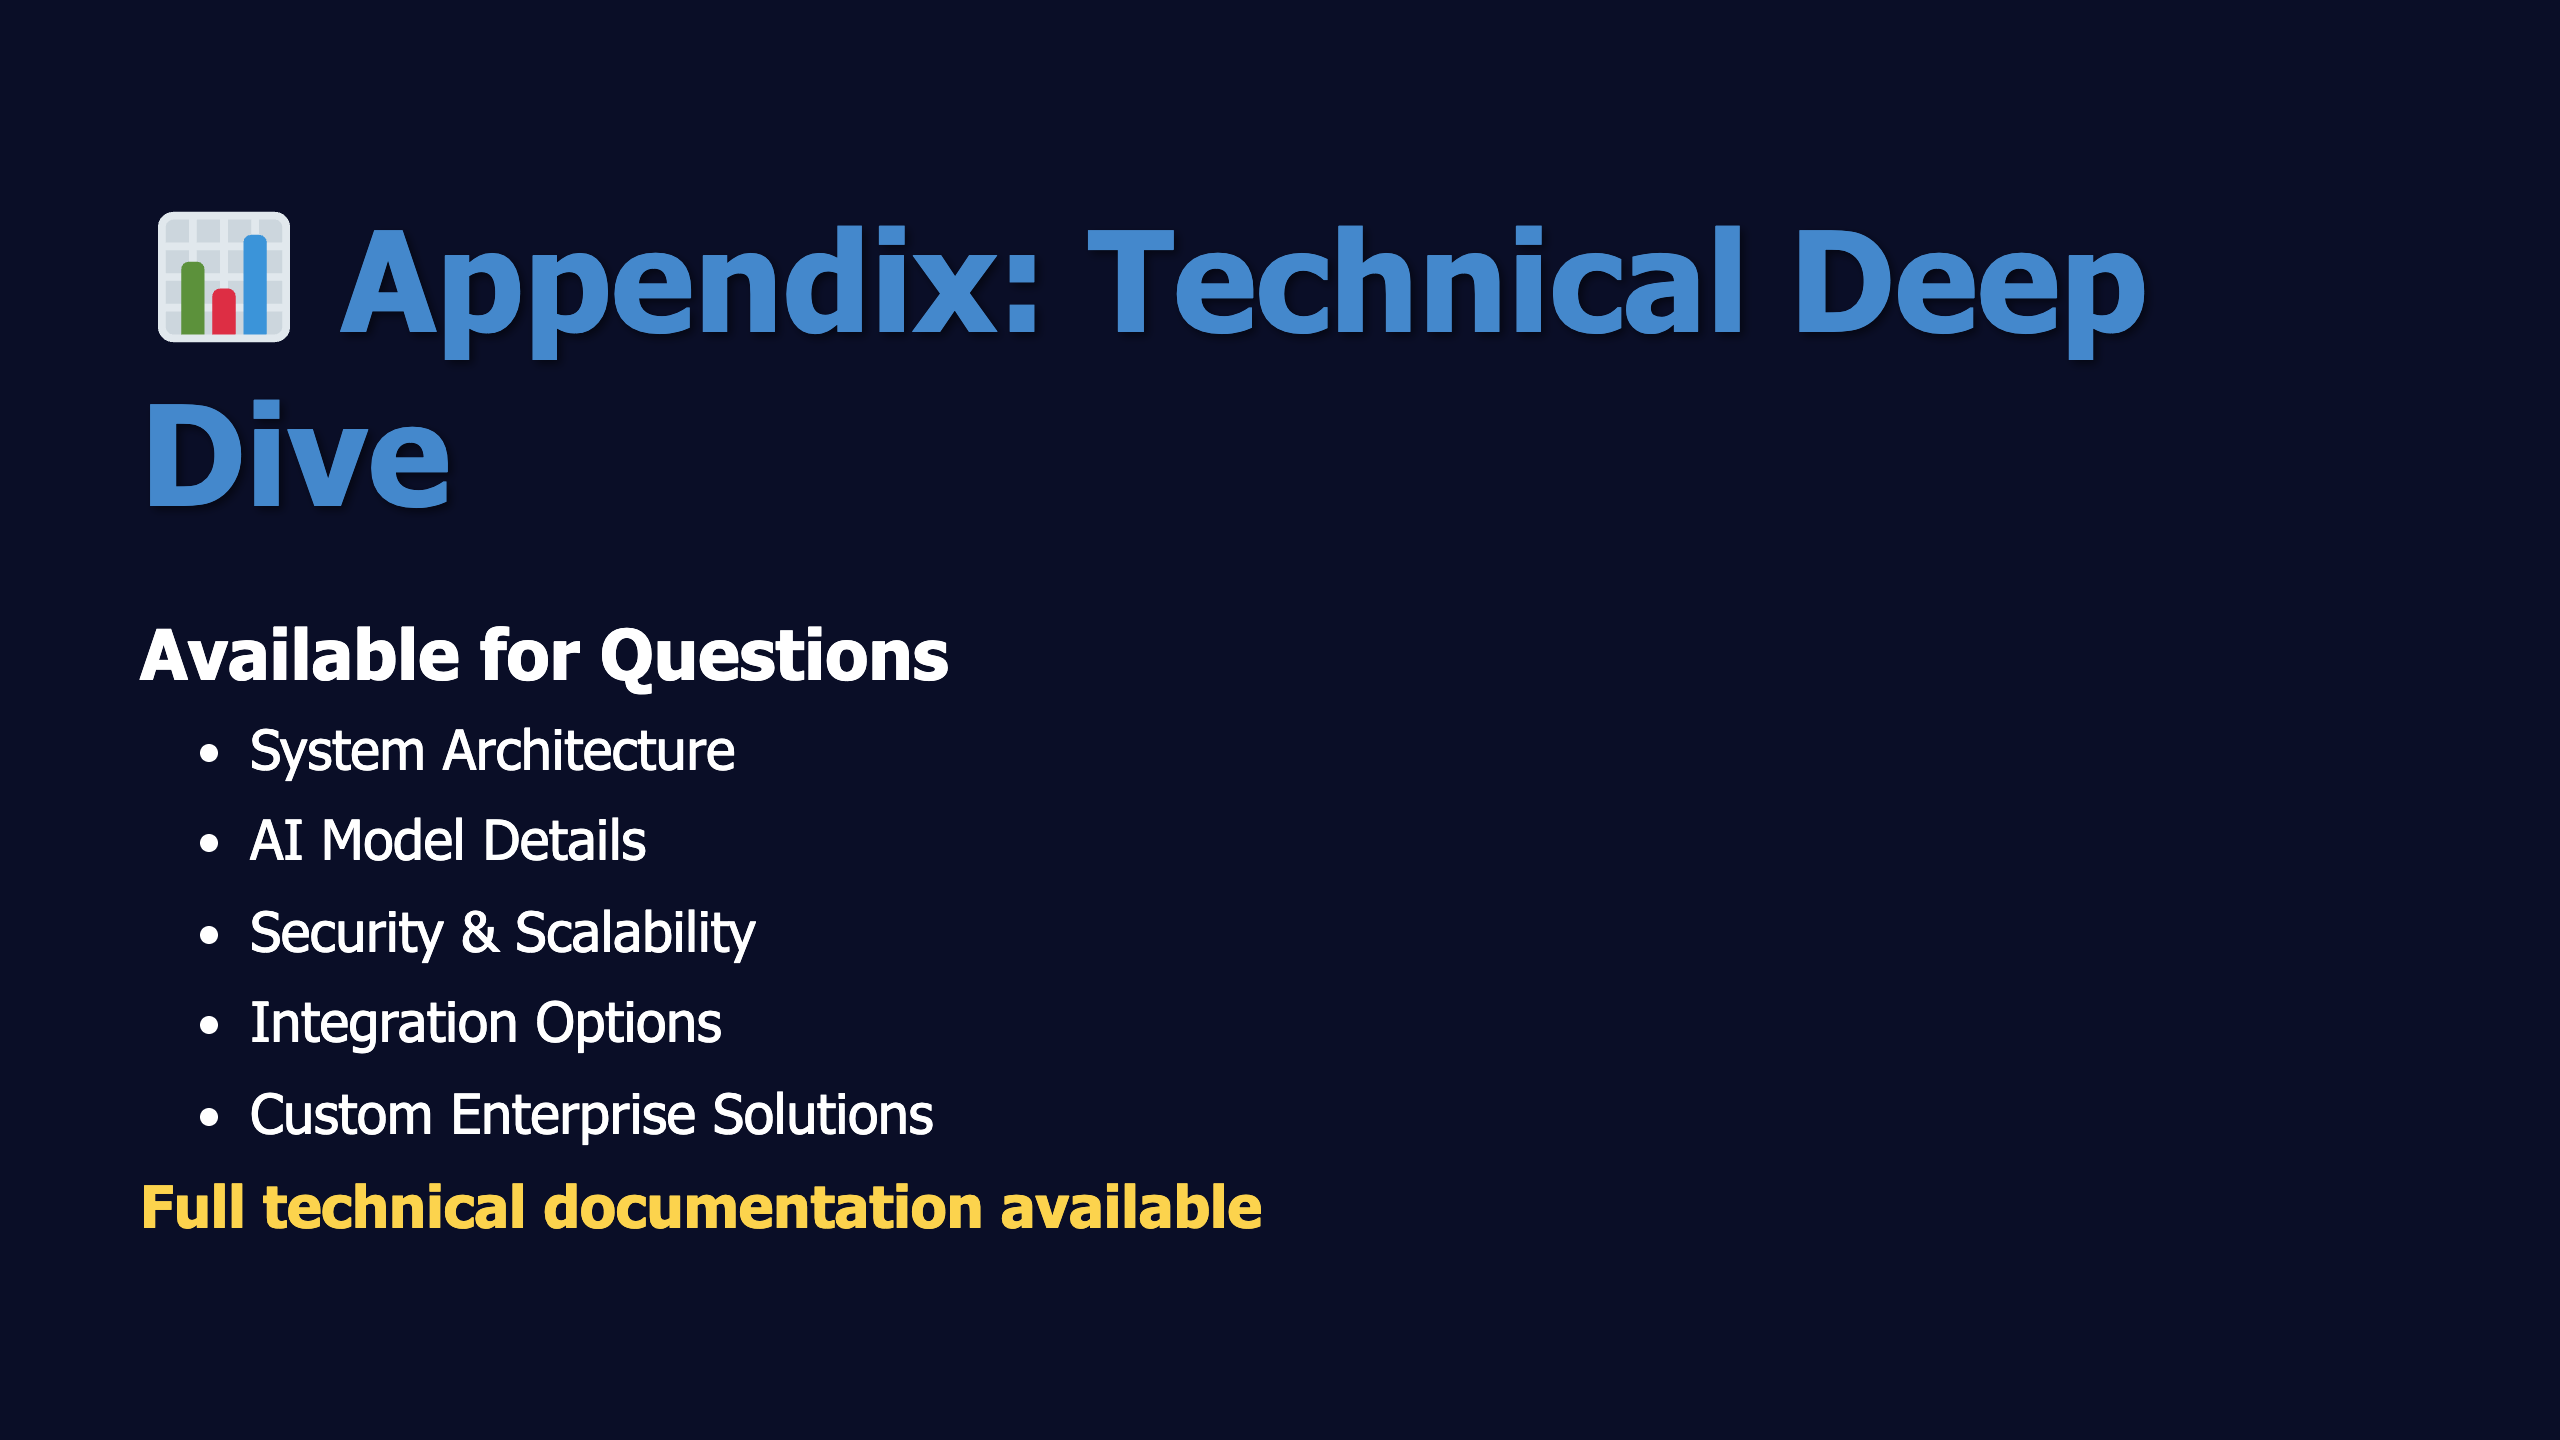 Appendix: Technical Deep
Dive
Available for Questions
• System Architecture
• AI Model Details
• Security & Scalability
• Integration Options
• Custom Enterprise Solutions
Full technical documentation available